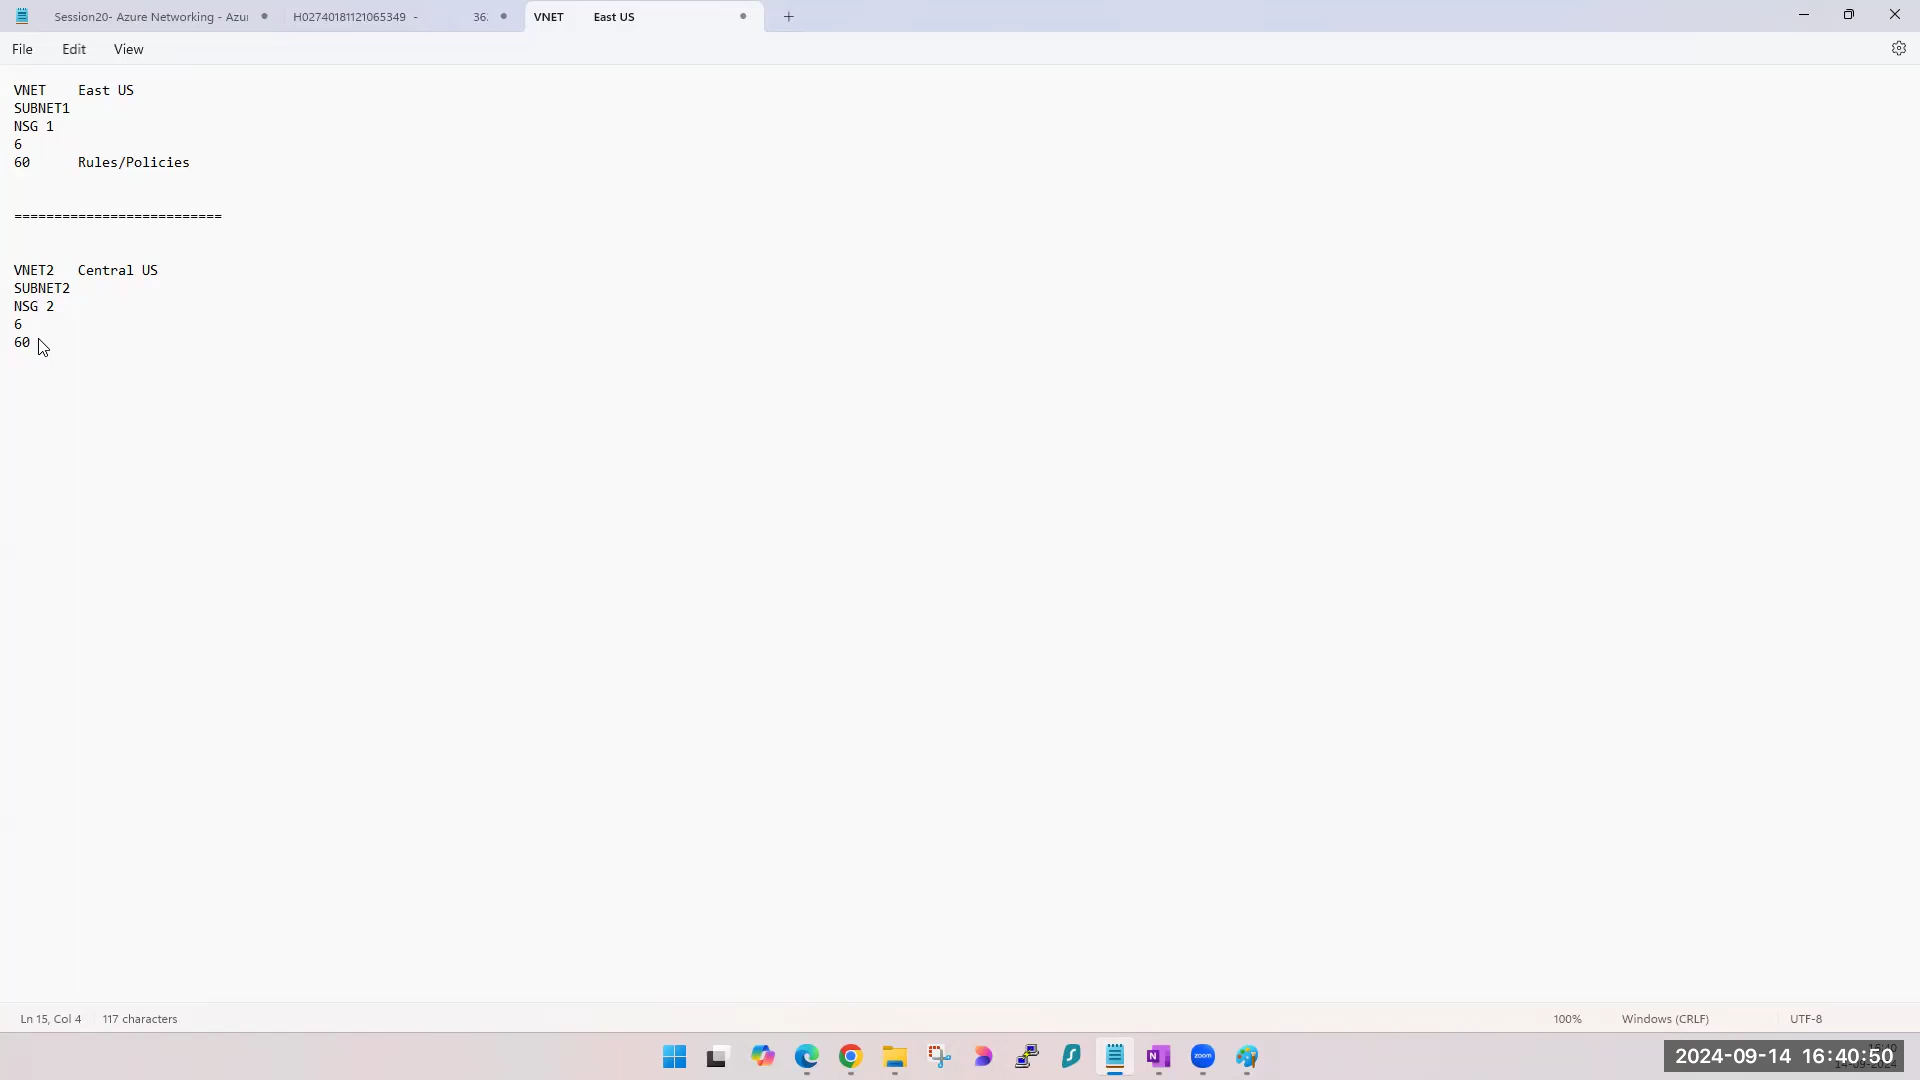 Session20- Azure Networking - Azu
H02740181121065349 - 36:
VNET East US
File Edit View
VNET East US
SUBNET1
NSG 1
6
60 Rules/Policies
==========================
VNET2 Central US
SUBNET2
NSG 2
6
60
Ln 15, Col 4 117 characters 100% Windows (CRLF) UTF-8
zoom
2024-09-14 16:40:50